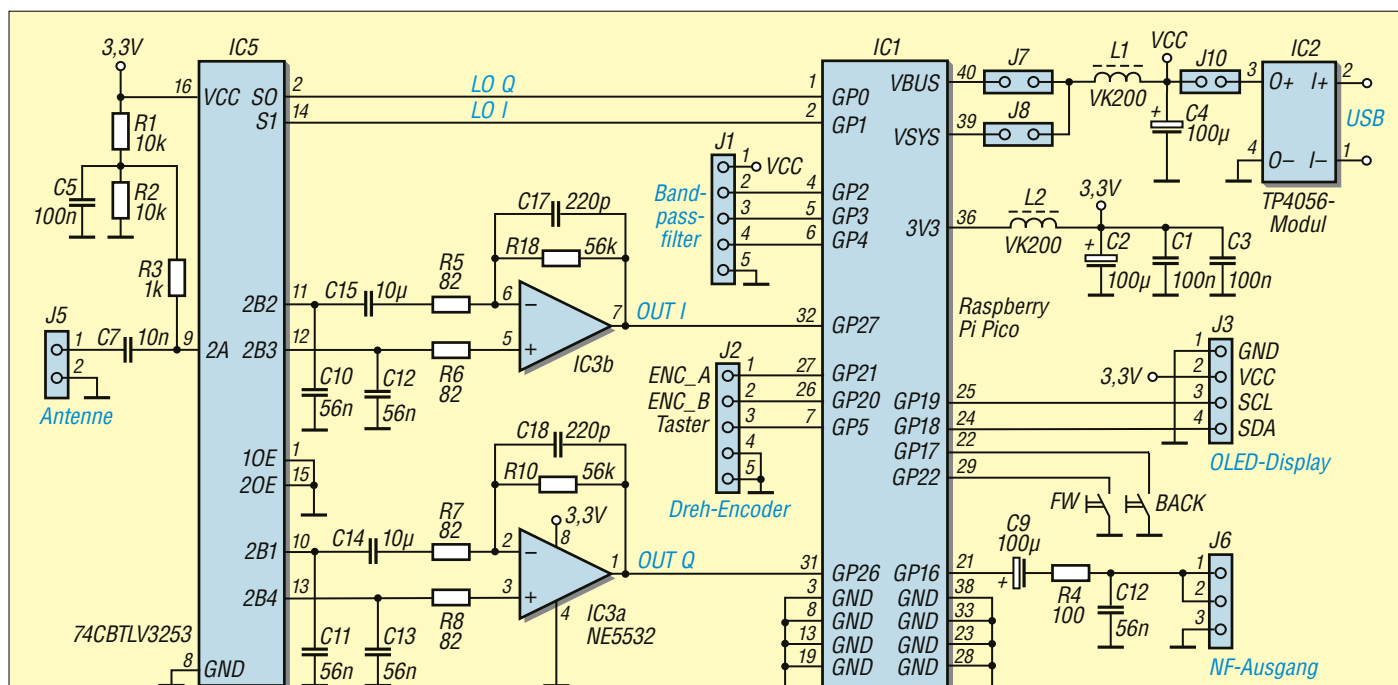 3,3V
IC5
16
VCC
SO
2
LO Q
S1
14
LO I
R1
10k
C5
100n
R2
10k
R3
1k
J5
1
2
C7
10n
9
2A
Antenne
2B2
11
C15
10µ
R5
82
2B3
12
C10
56n
C12
56n
R6
82
C17
220p
R18
56k
6
−
5
+
7
IC3b
OUT I
1OE
1
2OE
15
2B1
10
C14
10µ
R7
82
2B4
13
C11
56n
C13
56n
R8
82
C18
220p
R10
56k
3,3V
8
2
−
3
+
1
4
IC3a
NE5532
OUT Q
74CBTLV3253
8
GND
J1
1
VCC
2
3
4
5
Band-
pass-
filter
J2
ENC_A
1
ENC_B
2
Taster
3
4
5
Dreh-Encoder
IC1
1
GP0
2
GP1
4
GP2
5
GP3
6
GP4
32
GP27
27
GP21
26
GP20
7
GP5
31
GP26
3
GND
8
GND
13
GND
19
GND
VBUS
40
VSYS
39
3V3
36
Raspberry
Pi Pico
GP19
25
GP18
24
GP17
22
GP22
29
GP16
21
GND
38
GND
33
GND
23
GND
28
J7
J8
L1
VK200
VCC
J10
+
C4
100µ
IC2
3
O+
I+
2
USB
4
O−
I−
1
TP4056-
Modul
L2
VK200
3,3V
+
C2
100µ
C1
100n
C3
100n
J3
1
GND
3,3V
2
VCC
3
SCL
4
SDA
OLED-Display
FW
BACK
C9
100µ
+
R4
100
C12
56n
J6
1
2
3
NF-Ausgang